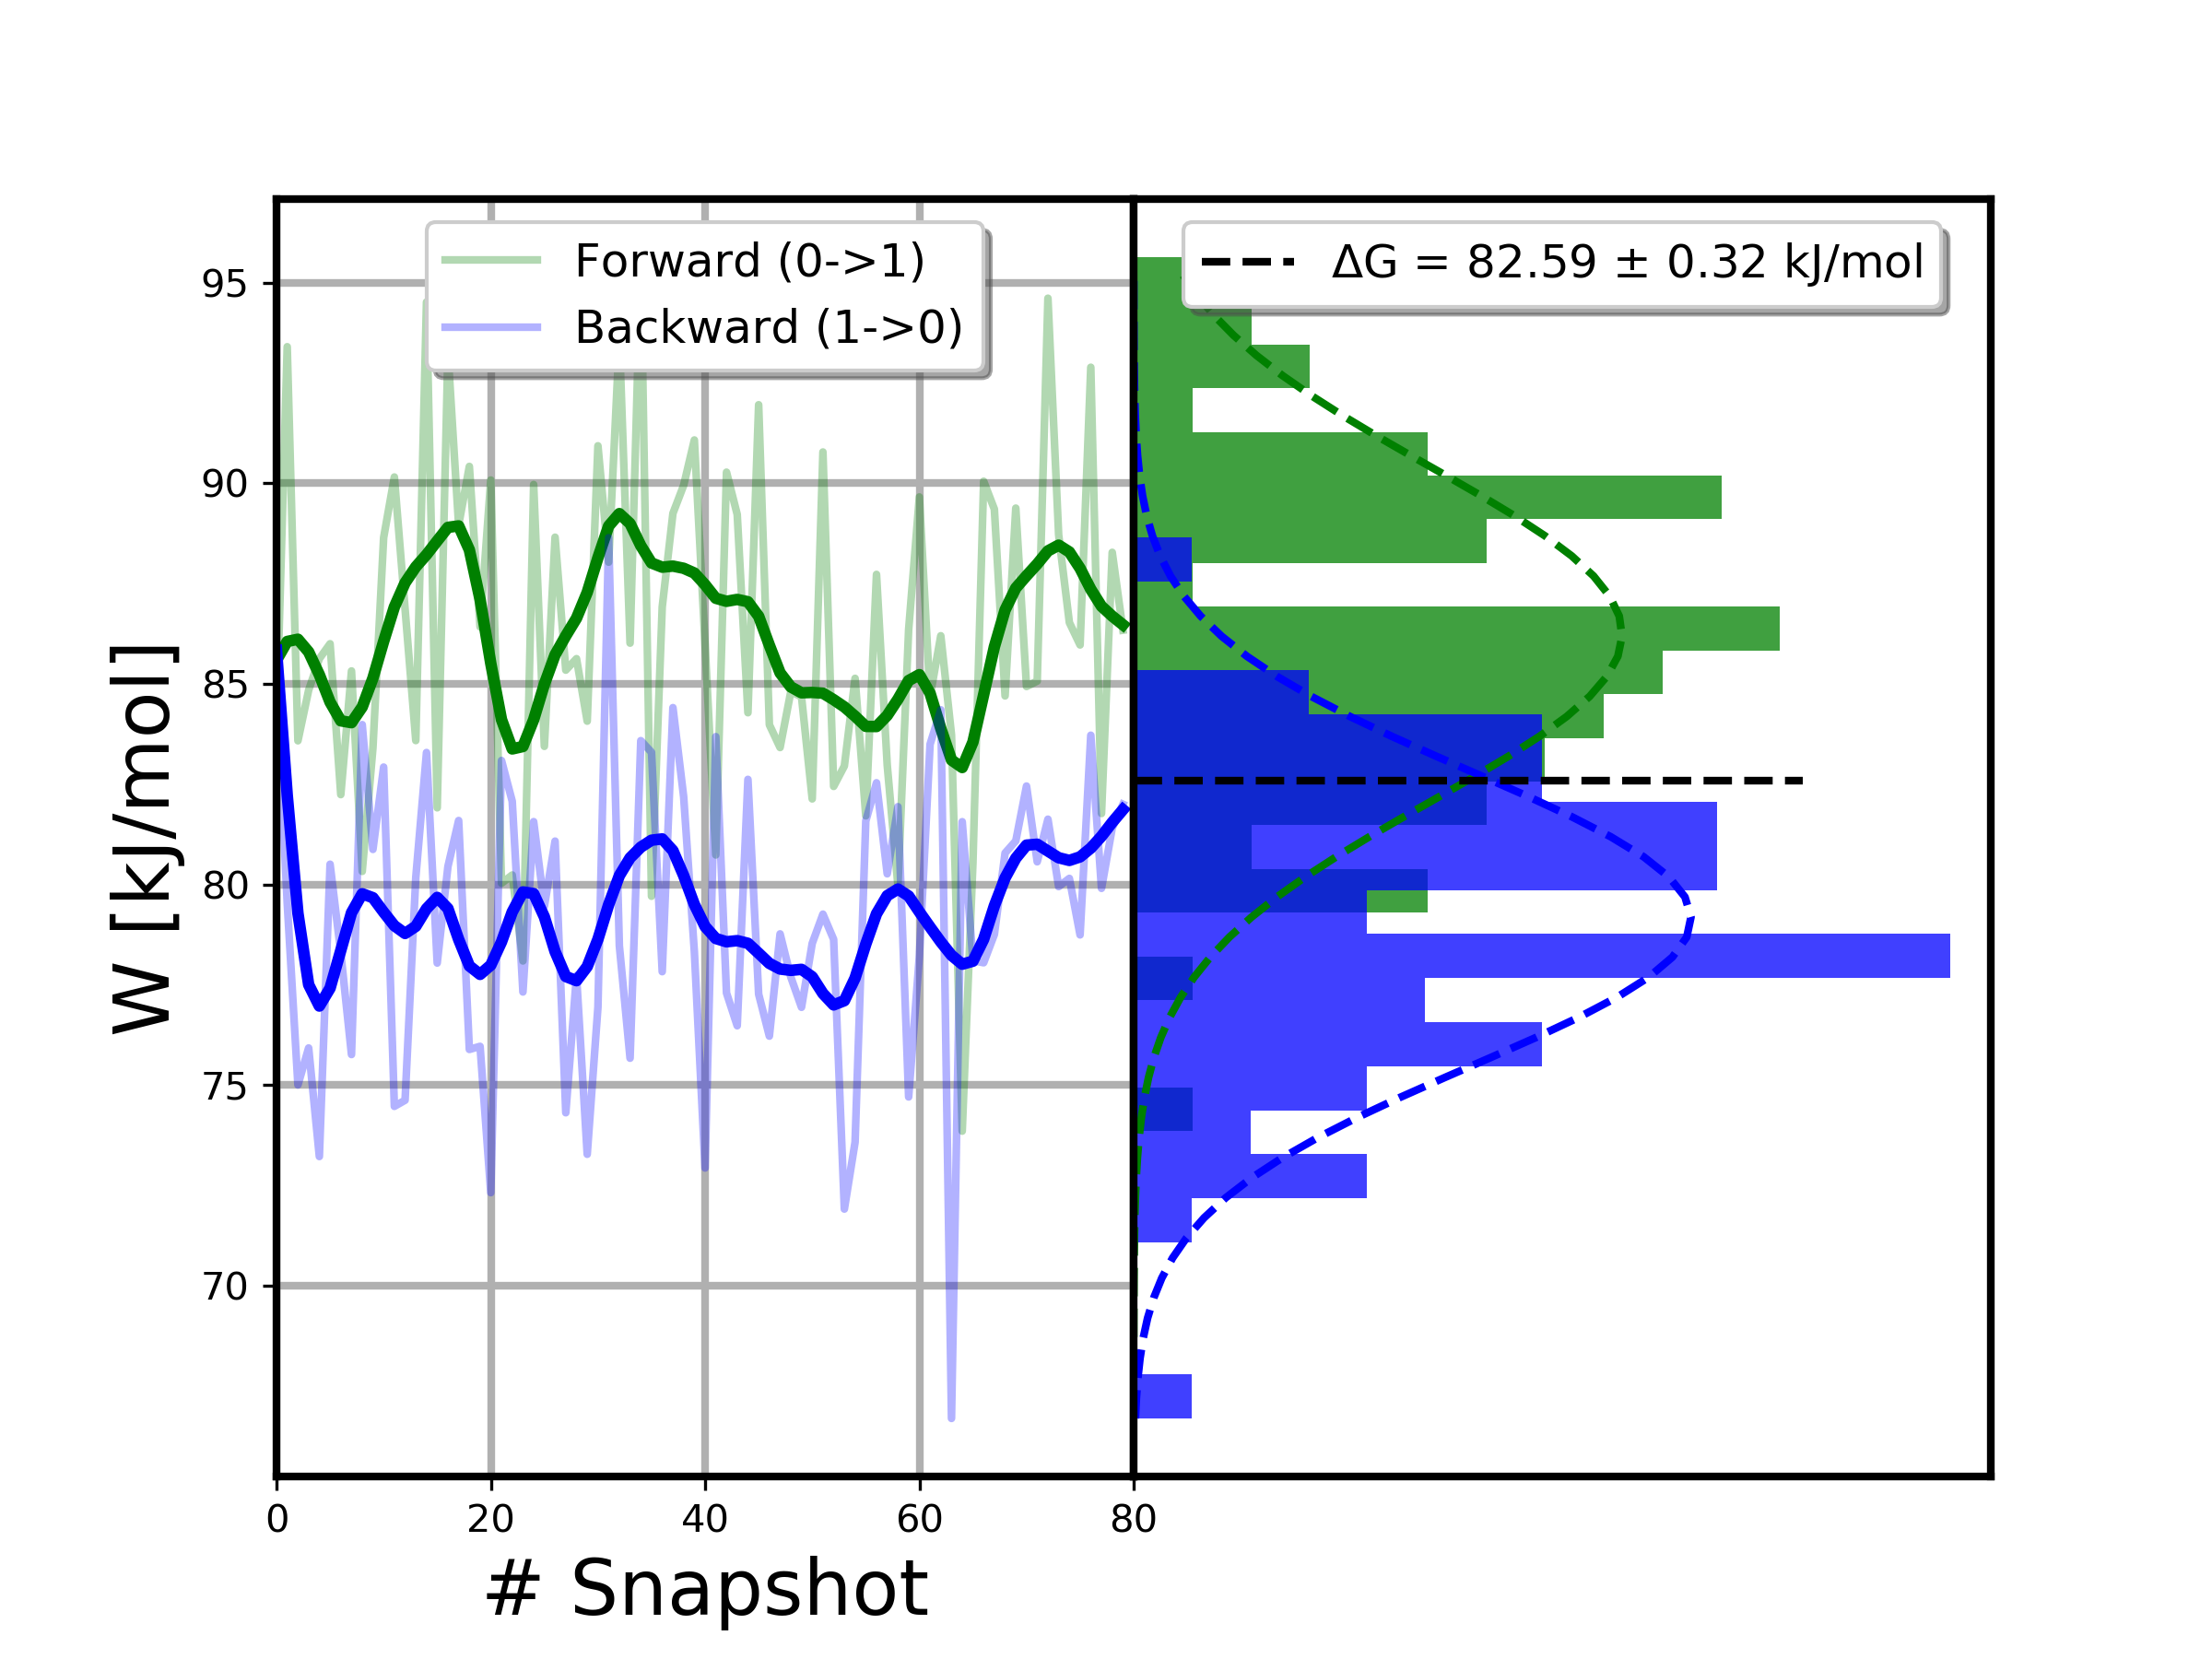 Forward (0->1)
Backward (1->0)
ΔG = 82.59 ± 0.32 kJ/mol
95
90
85
80
75
70
W [kJ/mol]
0 20 40 60 80
# Snapshot